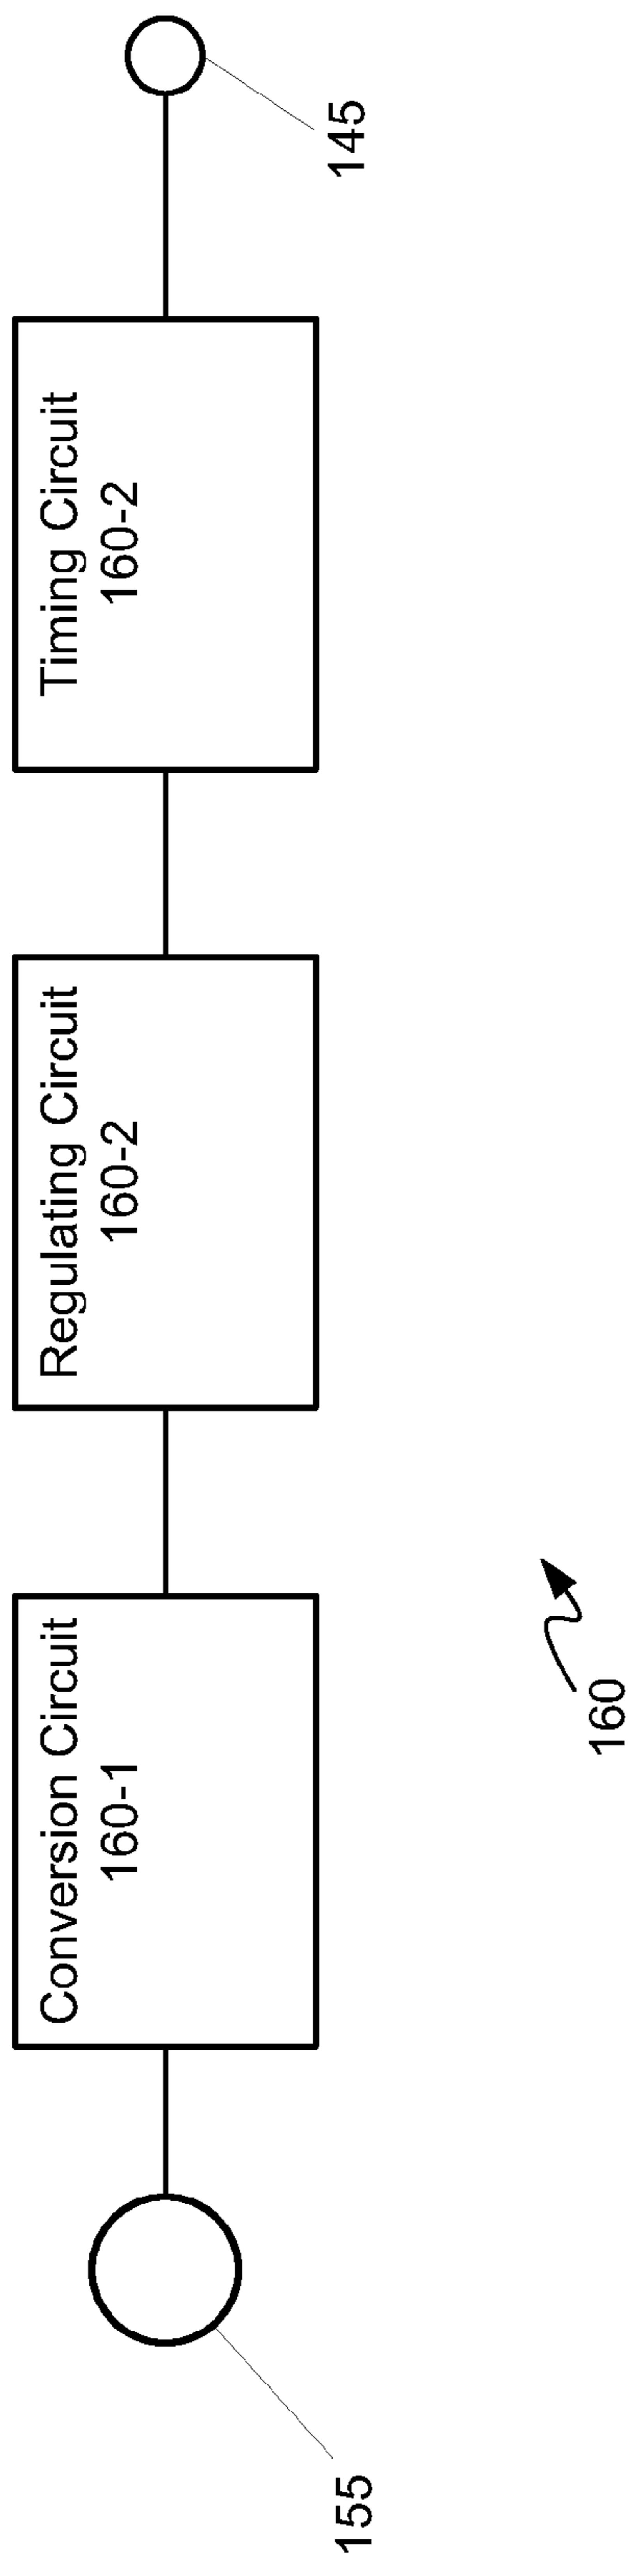 155
Conversion Circuit
160-1
Regulating Circuit
160-2
Timing Circuit
160-2
145
160